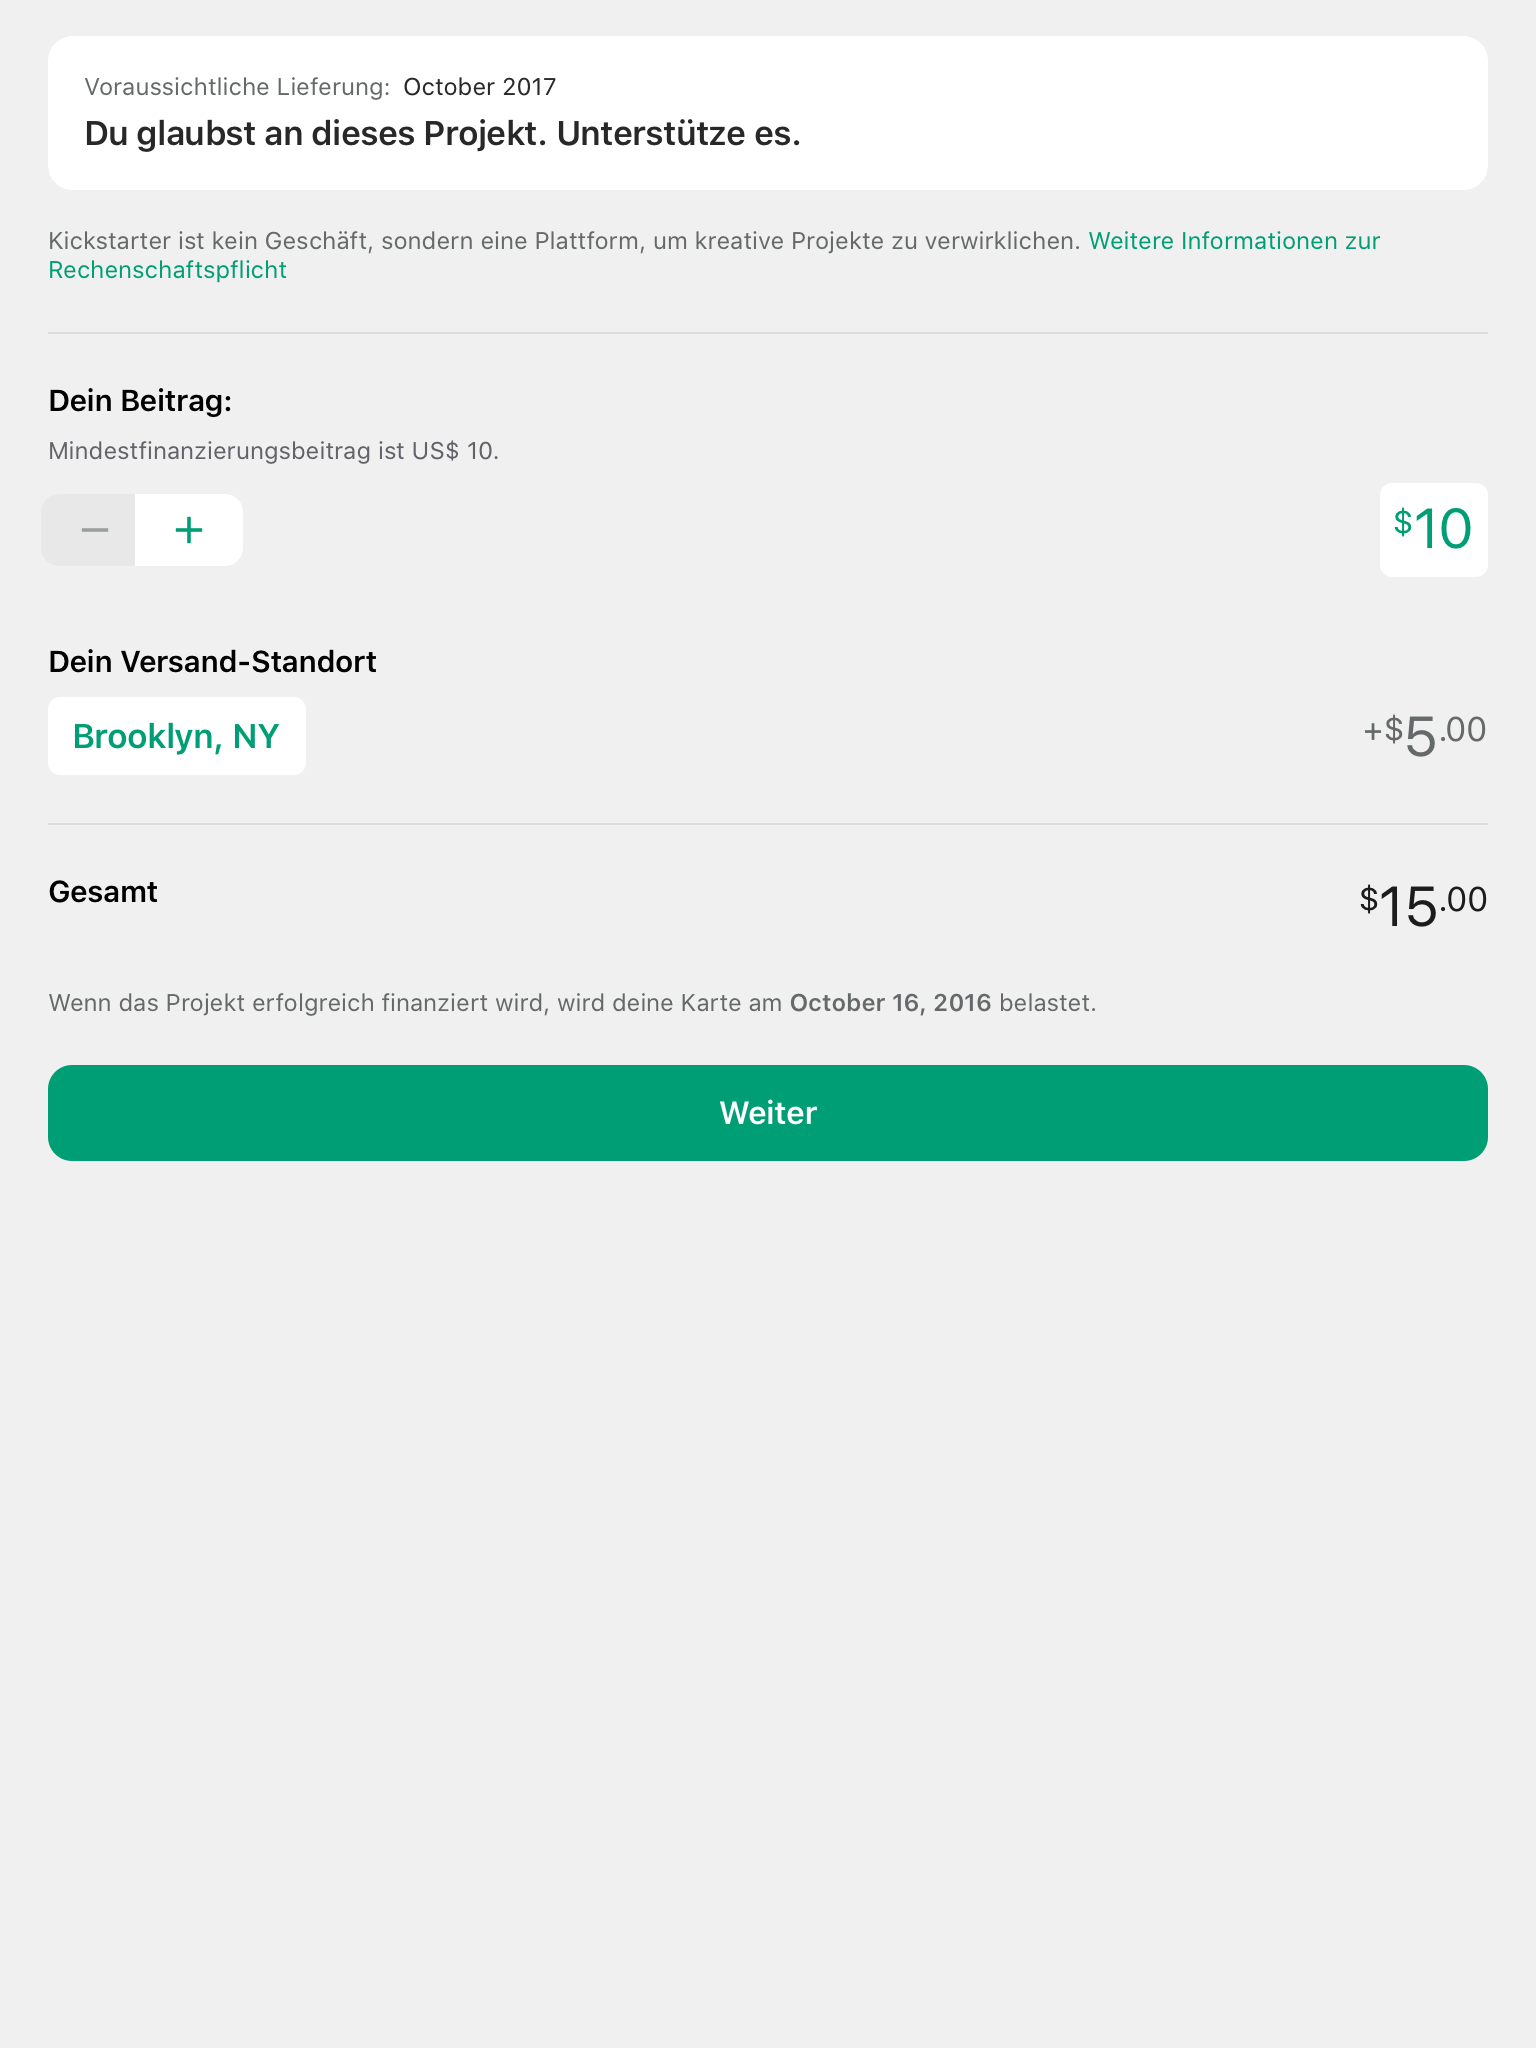 Voraussichtliche Lieferung: October 2017
Du glaubst an dieses Projekt. Unterstütze es.
Kickstarter ist kein Geschäft, sondern eine Plattform, um kreative Projekte zu verwirklichen. Weitere Informationen zur
Rechenschaftspflicht
Dein Beitrag:
Mindestfinanzierungsbeitrag ist US$ 10.
− +
$10
Dein Versand-Standort
Brooklyn, NY
+$5.00
Gesamt
$15.00
Wenn das Projekt erfolgreich finanziert wird, wird deine Karte am October 16, 2016 belastet.
Weiter